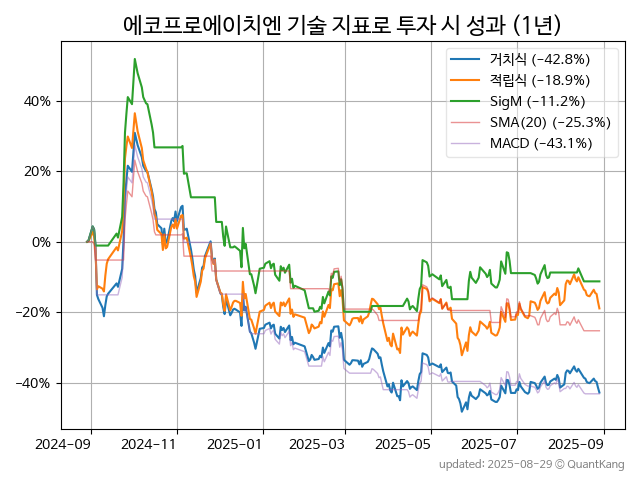 에코프로에이치엔 기술 지표로 투자 시 성과 (1년)
거치식 (−42.8%)
적립식 (−18.9%)
SigM (−11.2%)
SMA(20) (−25.3%)
MACD (−43.1%)
40%
20%
0%
−20%
−40%
2024-09 2024-11 2025-01 2025-03 2025-05 2025-07 2025-09
updated: 2025-08-29 © QuantKang